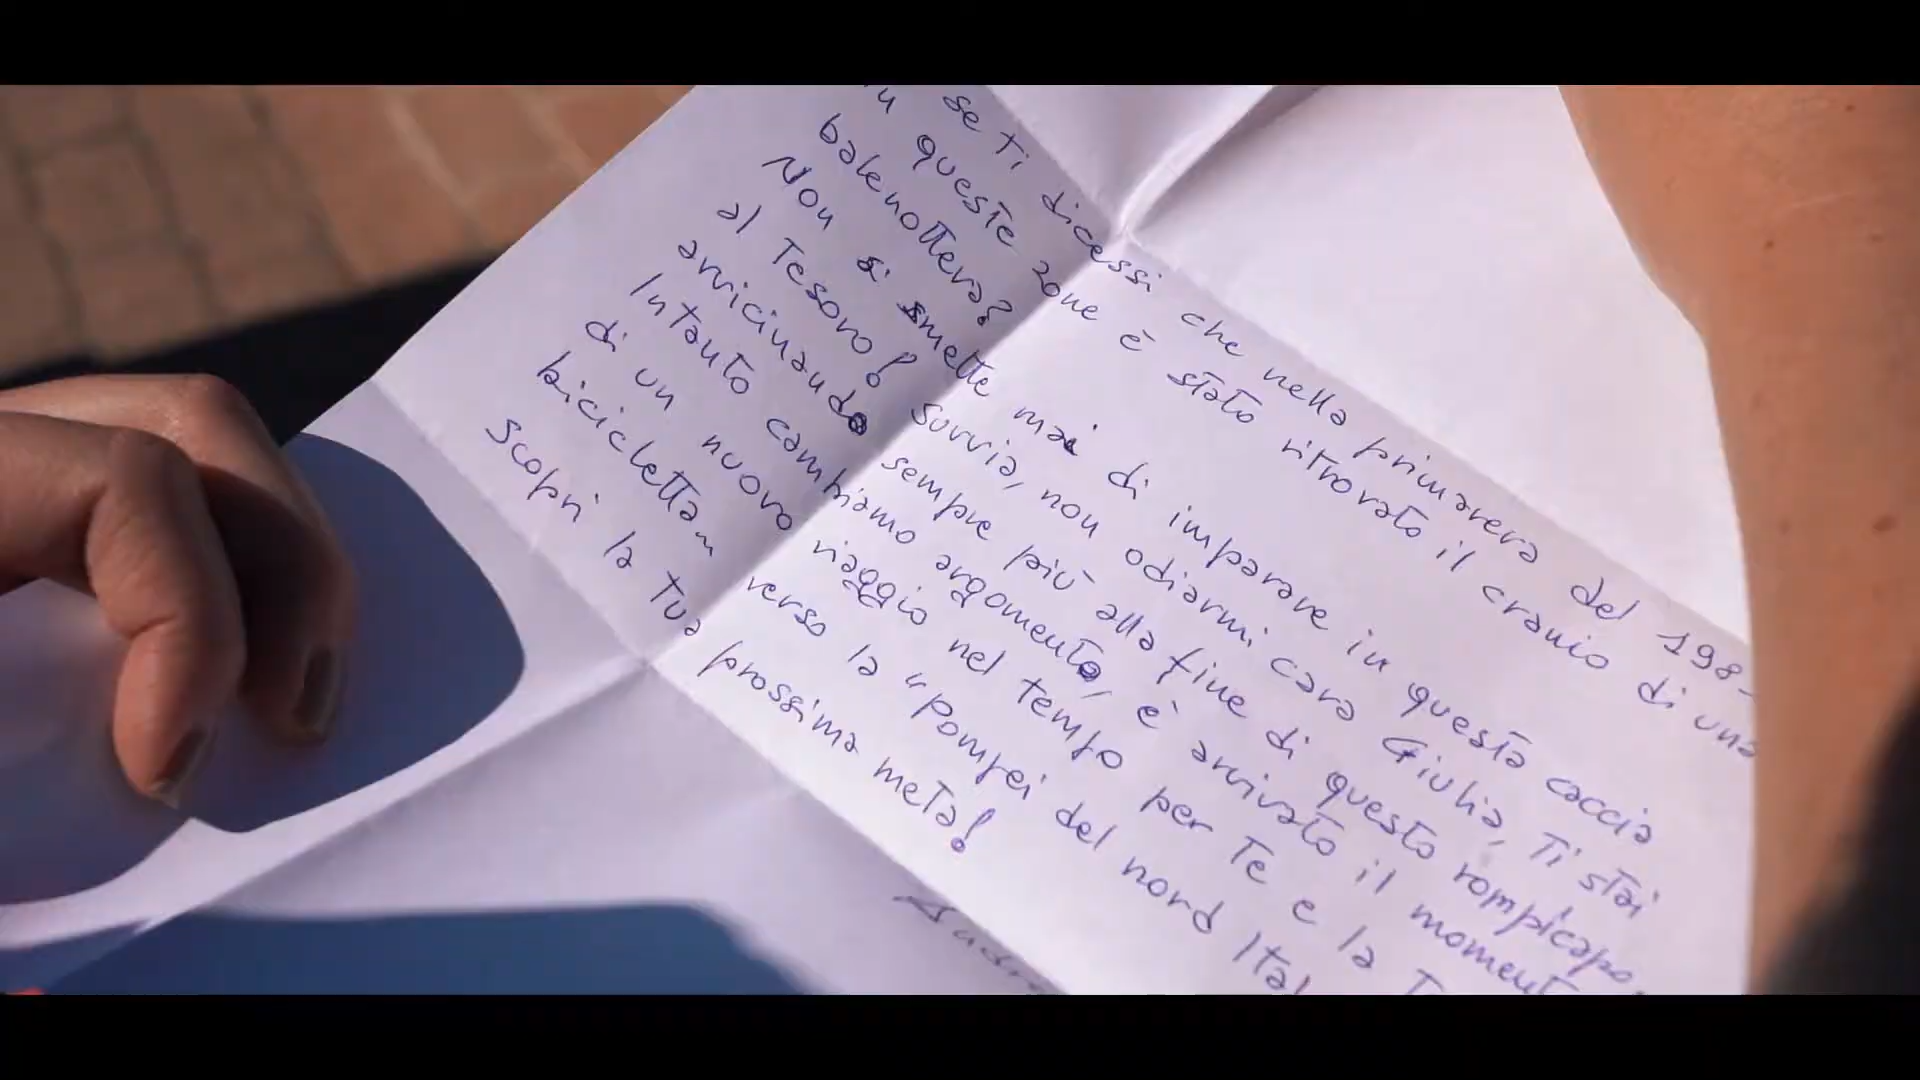 se ti dicessi che nella primavera del 198
queste zone è stato ritrovato il cranio di una
balenottera?
Non si smette mai di imparare in questa caccia
al Tesoro! Suvvia, non odiarmi cara Giulia, Ti stai
avvicinando sempre più alla fine di questo rompicapo.
Intanto cambiamo argomento, è arrivato il moment
di un nuovo viaggio nel tempo per Te e la T
bicicletta verso la "Pompei del nord Ital
Scopri la Tua prossima meta!